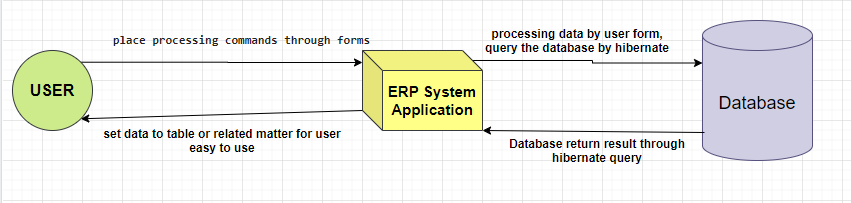 place processing commands through forms
processing data by user form,
query the database by hibernate
USER
ERP System
Application
Database
set data to table or related matter for user
easy to use
Database return result through
hibernate query